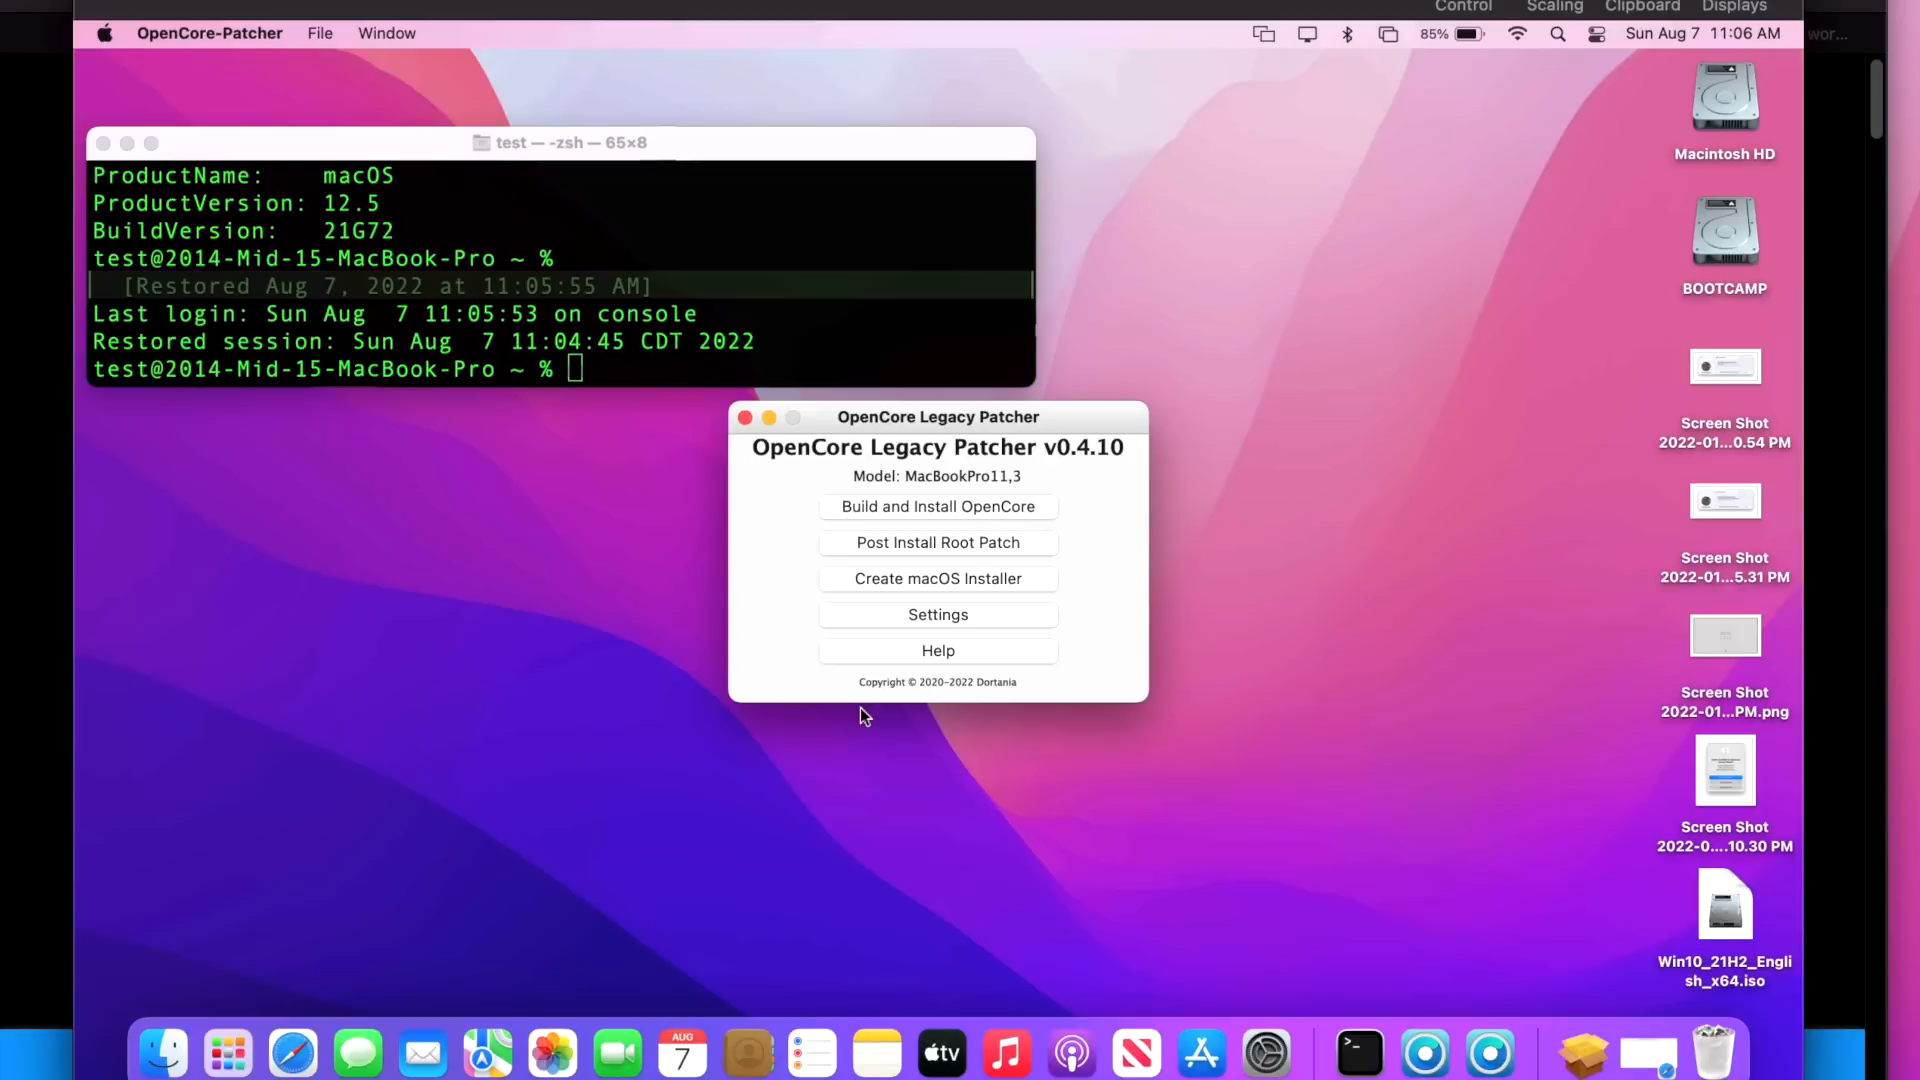 Control Scaling Clipboard Displays
OpenCore-Patcher File Window
85% Sun Aug 7 11:06 AM
wor...
test — -zsh — 65×8
ProductName: macOS
ProductVersion: 12.5
BuildVersion: 21G72
test@2014-Mid-15-MacBook-Pro ~ %
[Restored Aug 7, 2022 at 11:05:55 AM]
Last login: Sun Aug 7 11:05:53 on console
Restored session: Sun Aug 7 11:04:45 CDT 2022
test@2014-Mid-15-MacBook-Pro ~ %
OpenCore Legacy Patcher
OpenCore Legacy Patcher v0.4.10
Model: MacBookPro11,3
Build and Install OpenCore
Post Install Root Patch
Create macOS Installer
Settings
Help
Copyright © 2020-2022 Dortania
Macintosh HD
BOOTCAMP
Screen Shot
2022-01...0.54 PM
Screen Shot
2022-01...5.31 PM
Screen Shot
2022-01...PM.png
Screen Shot
2022-0....10.30 PM
Win10_21H2_Engli
sh_x64.iso
AUG
7
tv